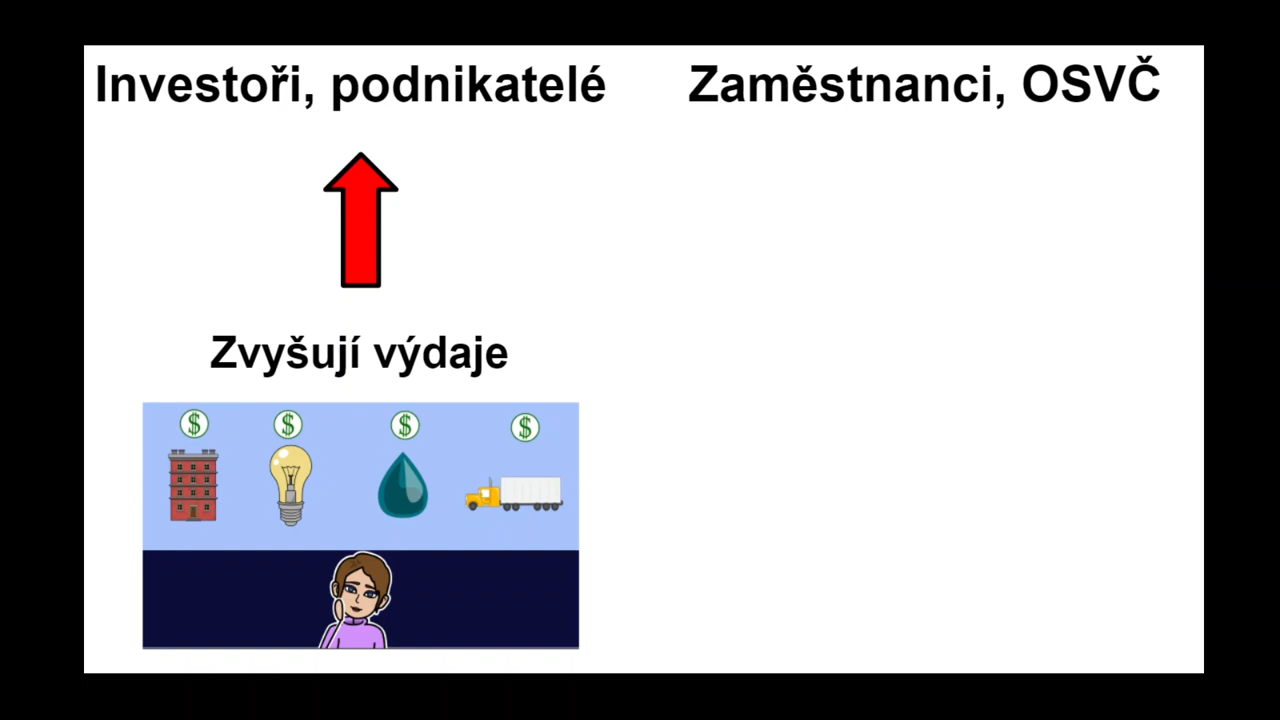 Investoři, podnikatelé
Zaměstnanci, OSVČ
Zvyšují výdaje
$ $ $ $